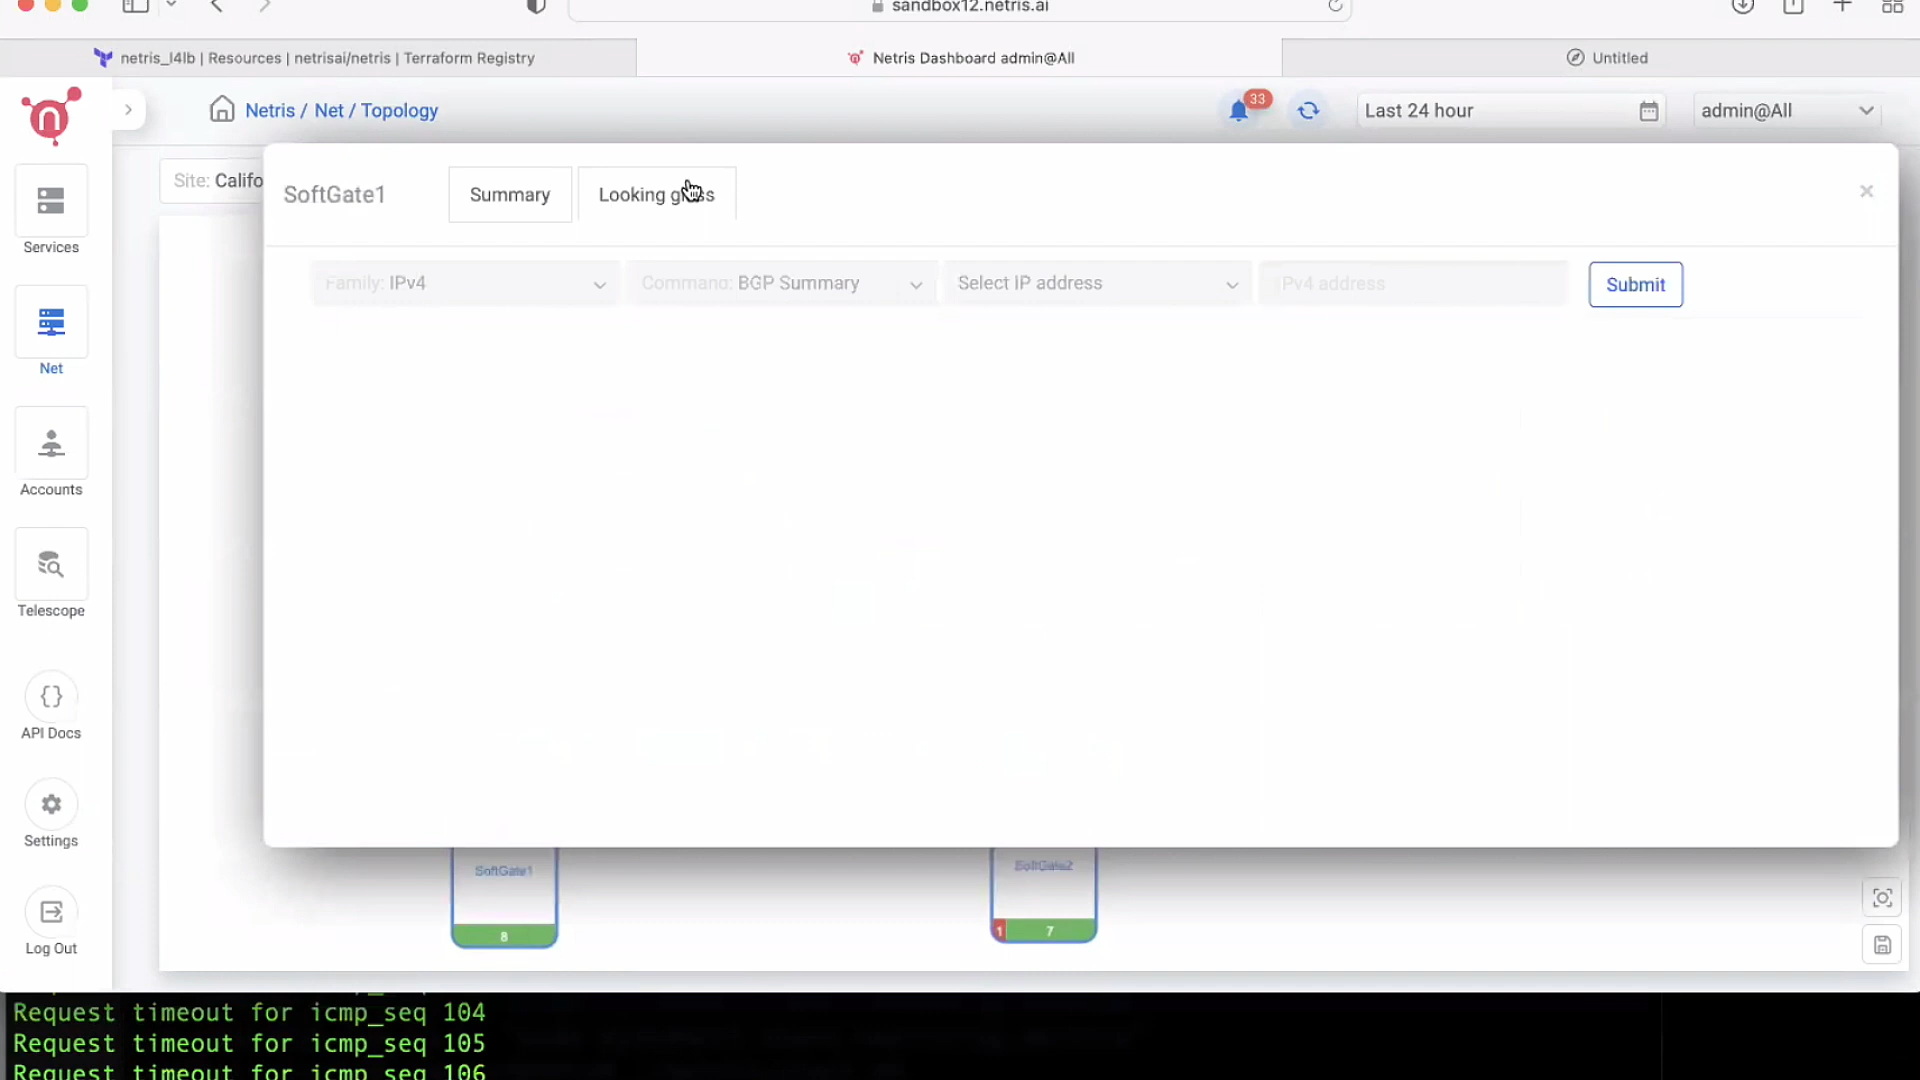 sandbox12.netris.ai
netris_l4lb | Resources | netrisai/netris | Terraform Registry
Netris Dashboard admin@All
Untitled
Netris / Net / Topology
33
Last 24 hour
admin@All
Site: Califo
SoftGate1
Summary
Looking glass
Services
Family: IPv4
Command: BGP Summary
Select IP address
IPv4 address
Submit
Net
Accounts
Telescope
API Docs
Settings
Log Out
SoftGate1
8
SoftGate2
1
7
Request timeout for icmp_seq 104
Request timeout for icmp_seq 105
Request timeout for icmp_seq 106